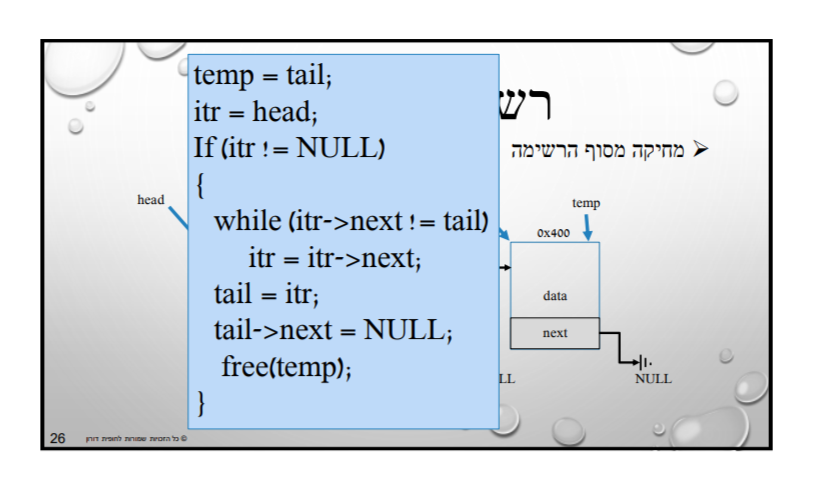 temp = tail;
itr = head;
If (itr != NULL)
{
while (itr->next != tail)
itr = itr->next;
tail = itr;
tail->next = NULL;
free(temp);
}
רש
מחיקה מסוף הרשימה
head
temp
0x400
data
next
LL
NULL
26
© כל הזכויות שמורות לחופית דורון